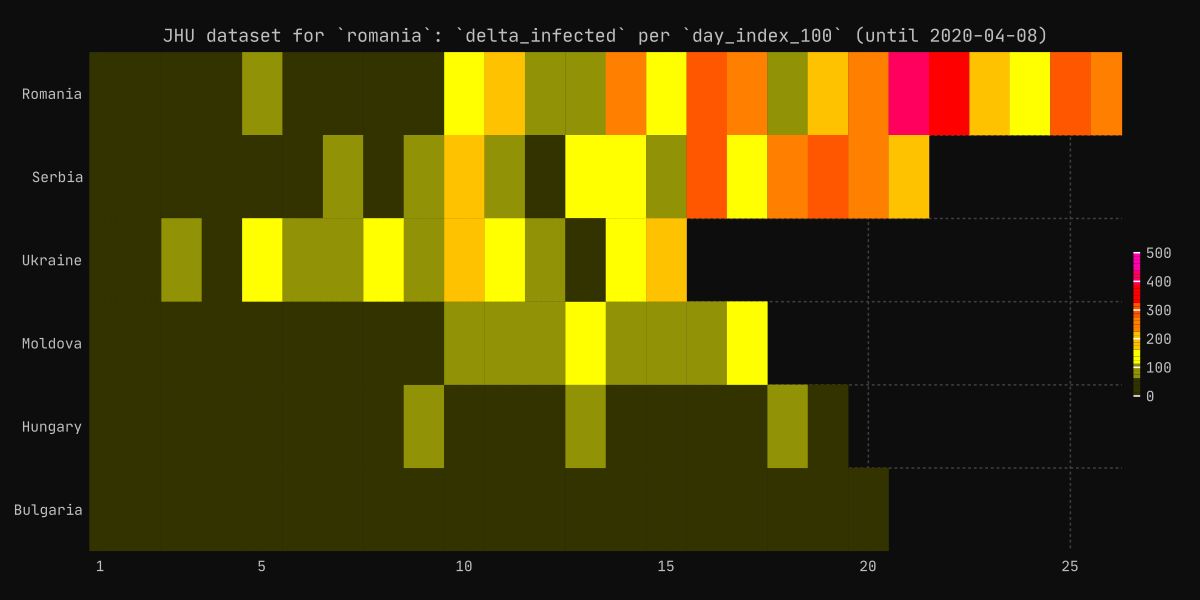 JHU dataset for `romania`: `delta_infected` per `day_index_100` (until 2020-04-08)
Romania
Serbia
Ukraine
Moldova
Hungary
Bulgaria
500
400
300
200
100
0
1 5 10 15 20 25